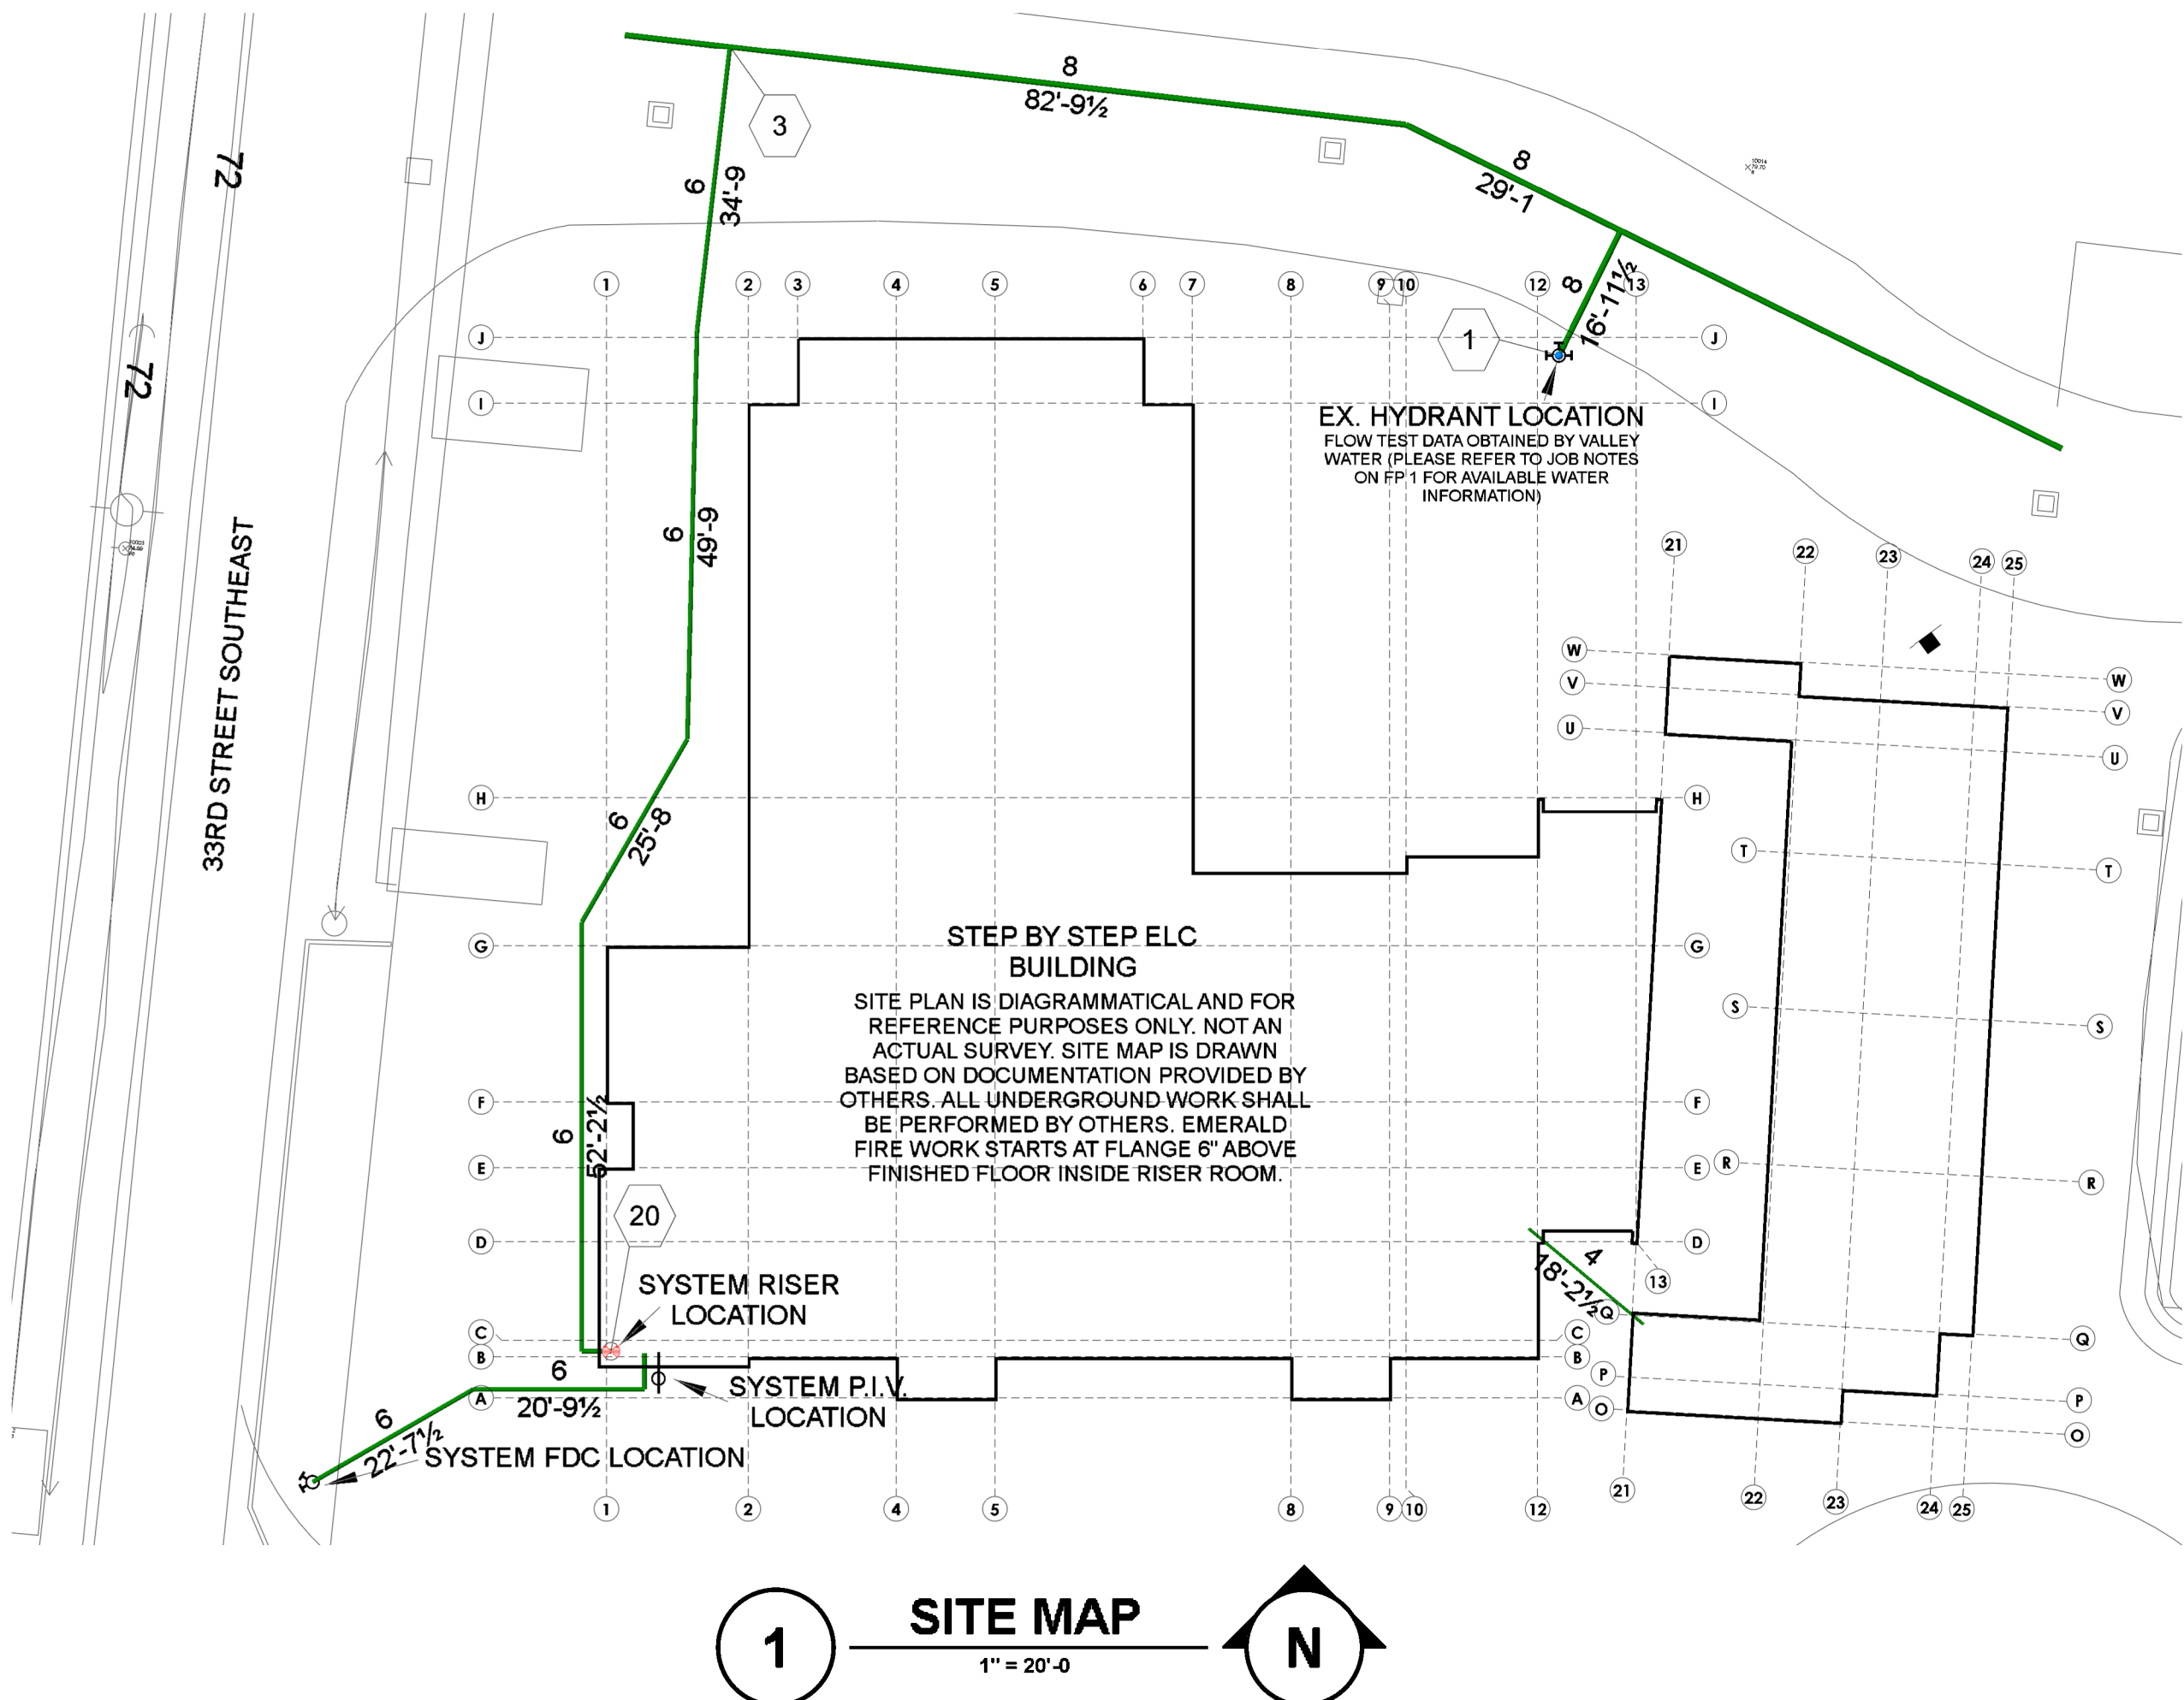 8
82'-9½
3
8
29'-1
72
6
34'-9
8
16'-11½
1 2 3 4 5 6 7 8 9 10 12 13
J J
1
72
I I
EX. HYDRANT LOCATION
FLOW TEST DATA OBTAINED BY VALLEY
WATER (PLEASE REFER TO JOB NOTES
ON FP 1 FOR AVAILABLE WATER
INFORMATION)
6
49'-9
33RD STREET SOUTHEAST
21 22 23 24 25
W W
V V
U U
H H
6
25'-8
T T
STEP BY STEP ELC
BUILDING
G G
SITE PLAN IS DIAGRAMMATICAL AND FOR
REFERENCE PURPOSES ONLY. NOT AN
ACTUAL SURVEY. SITE MAP IS DRAWN
BASED ON DOCUMENTATION PROVIDED BY
OTHERS. ALL UNDERGROUND WORK SHALL
BE PERFORMED BY OTHERS. EMERALD
FIRE WORK STARTS AT FLANGE 6" ABOVE
FINISHED FLOOR INSIDE RISER ROOM.
S S
F F
6
52'-2½
E E
R R
20
D D
4
18'-2½
13
SYSTEM RISER
LOCATION
Q Q
C C
B B
6
20'-9½
SYSTEM P.I.V.
LOCATION
P P
A A
O O
6
22'-7½
SYSTEM FDC LOCATION
1 2 4 5 8 9 10 12
21 22 23 24 25
1
SITE MAP
1" = 20'-0
N